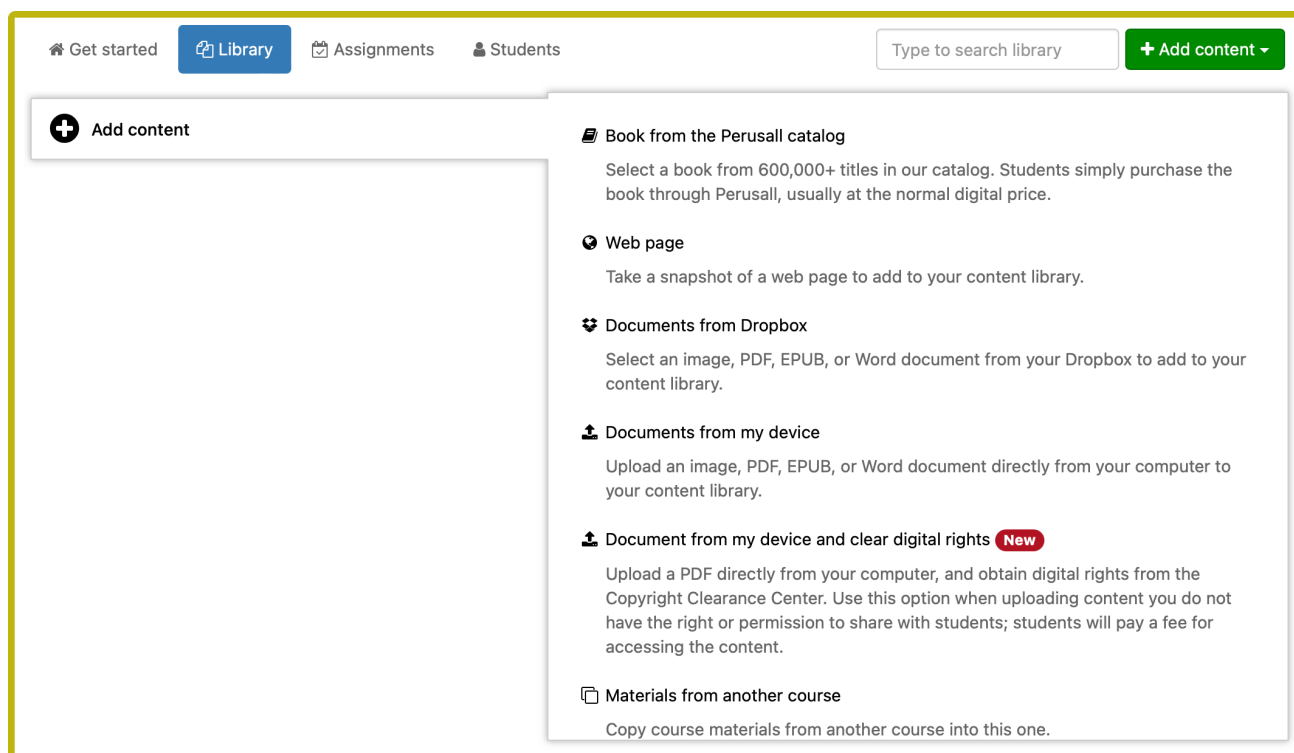 Get started
Library
Assignments
Students
Type to search library
Add content
Add content
Book from the Perusall catalog
Select a book from 600,000+ titles in our catalog. Students simply purchase the
book through Perusall, usually at the normal digital price.
Web page
Take a snapshot of a web page to add to your content library.
Documents from Dropbox
Select an image, PDF, EPUB, or Word document from your Dropbox to add to your
content library.
Documents from my device
Upload an image, PDF, EPUB, or Word document directly from your computer to
your content library.
Document from my device and clear digital rights New
Upload a PDF directly from your computer, and obtain digital rights from the
Copyright Clearance Center. Use this option when uploading content you do not
have the right or permission to share with students; students will pay a fee for
accessing the content.
Materials from another course
Copy course materials from another course into this one.